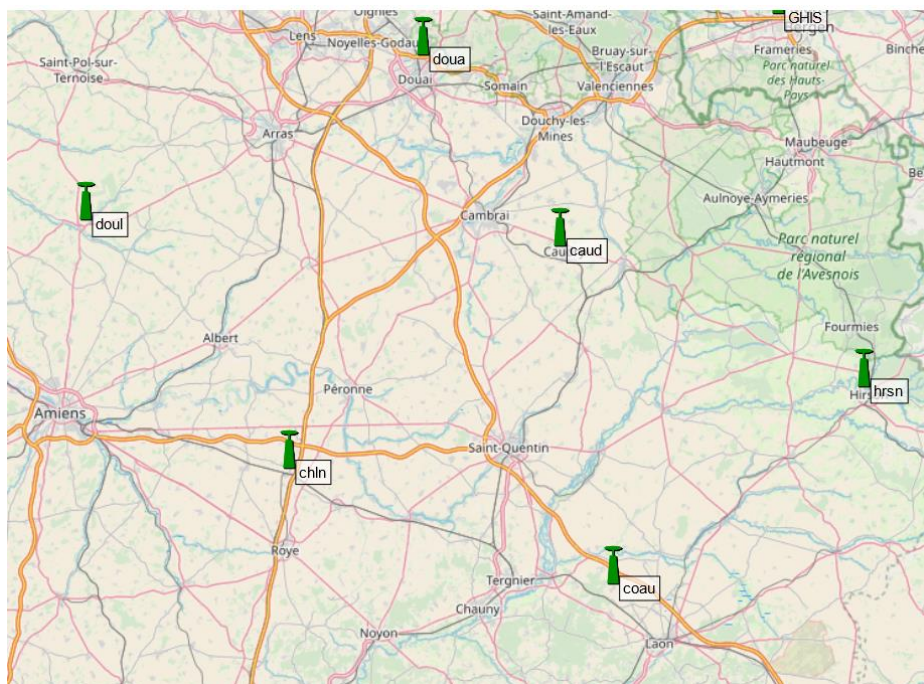 Oignies
GHIS
Bergen
Saint-Amand-
les-Eaux
Lens
Noyelles-Godau
Bruay-sur-
l'Escaut
Frameries
Binche
Saint-Pol-sur-
Ternoise
doua
Douai
Somain
Valenciennes
Parc naturel
des Hauts-
Pays
Arras
Douchy-les-
Mines
Maubeuge
Hautmont
Aulnoye-Aymeries
doul
Cambrai
caud
Parc naturel
régional
de l'Avesnois
Albert
Fourmies
Péronne
hrsn
Amiens
Saint-Quentin
chln
Roye
Tergnier
coau
Chauny
Noyon
Laon